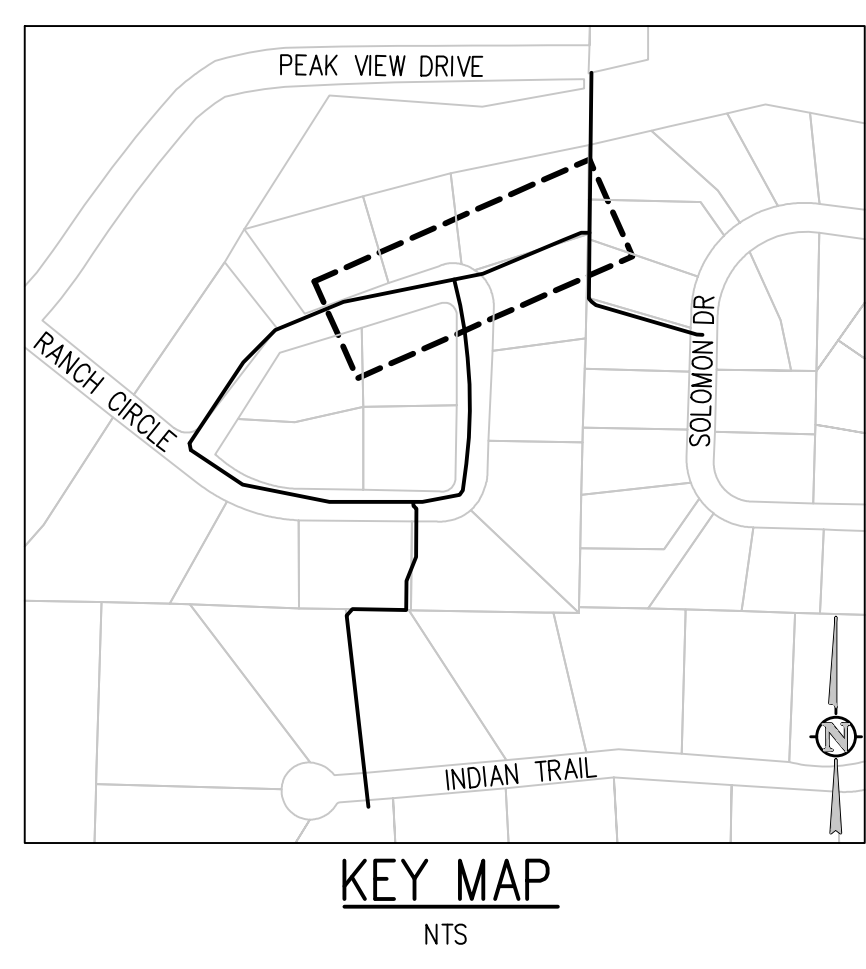 PEAK VIEW DRIVE
RANCH CIRCLE
SOLOMON DR
INDIAN TRAIL
N
KEY MAP
NTS